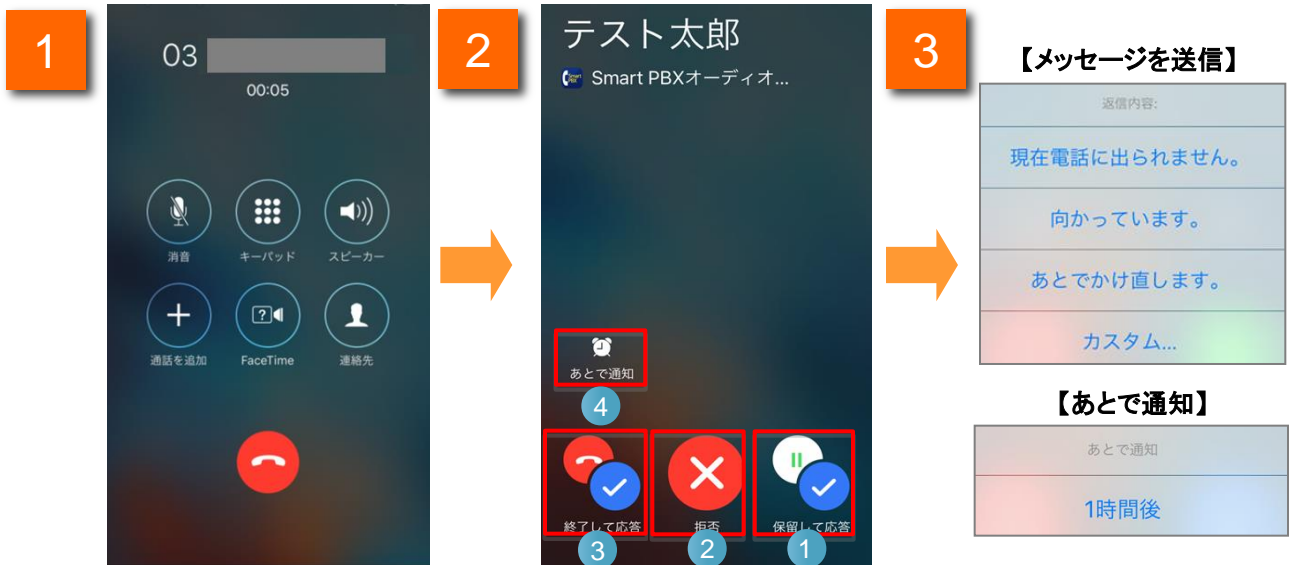 1
03
00:05
消音
キーパッド
スピーカー
通話を追加
FaceTime
連絡先
2
テスト太郎
Smart PBXオーディオ...
あとで通知
4
終了して応答
拒否
保留して応答
3
2
1
3
【メッセージを送信】
返信内容:
現在電話に出られません。
向かっています。
あとでかけ直します。
カスタム...
【あとで通知】
あとで通知
1時間後